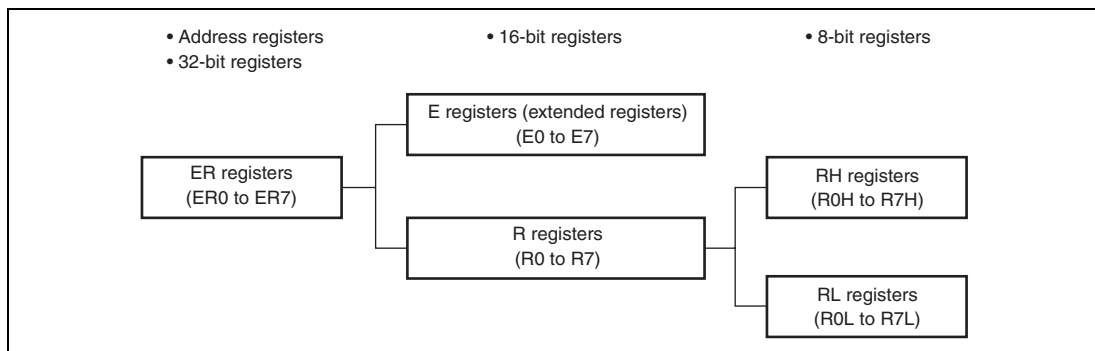 • Address registers
• 32-bit registers
• 16-bit registers
• 8-bit registers
E registers (extended registers)
(E0 to E7)
ER registers
(ER0 to ER7)
RH registers
(R0H to R7H)
R registers
(R0 to R7)
RL registers
(R0L to R7L)